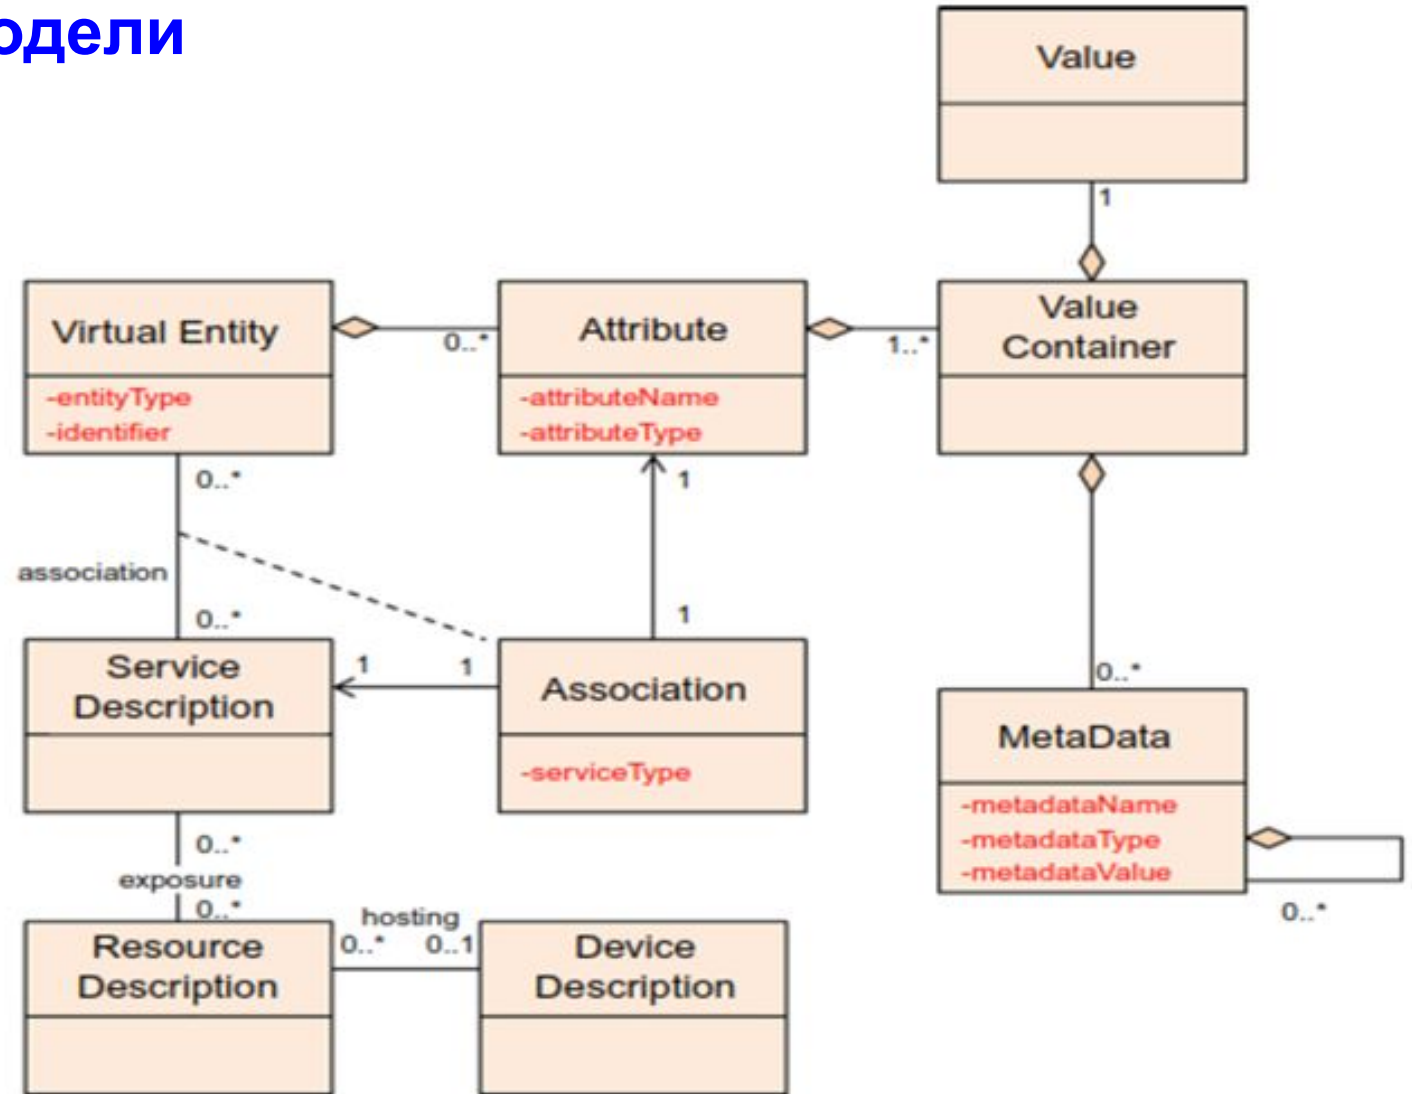 одели
Value
1
Virtual Entity
-entityType
-identifier
0..*
Attribute
-attributeName
-attributeType
1..*
Value
Container
0..*
association
0..*
1
1
Service
Description
1
1
Association
-serviceType
0..*
MetaData
-metadataName
-metadataType
-metadataValue
0..*
0..*
exposure
0..*
hosting
0..*
0..1
Resource
Description
Device
Description